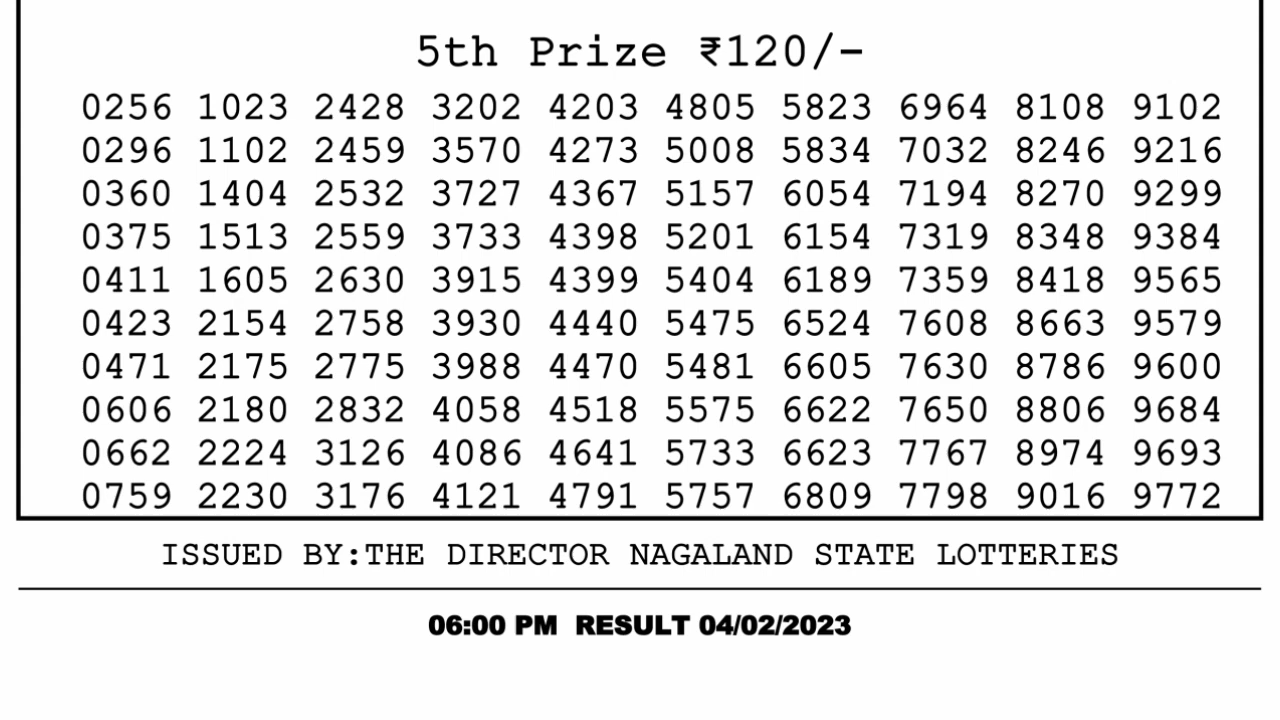 5th Prize ₹120/-
0256 1023 2428 3202 4203 4805 5823 6964 8108 9102
0296 1102 2459 3570 4273 5008 5834 7032 8246 9216
0360 1404 2532 3727 4367 5157 6054 7194 8270 9299
0375 1513 2559 3733 4398 5201 6154 7319 8348 9384
0411 1605 2630 3915 4399 5404 6189 7359 8418 9565
0423 2154 2758 3930 4440 5475 6524 7608 8663 9579
0471 2175 2775 3988 4470 5481 6605 7630 8786 9600
0606 2180 2832 4058 4518 5575 6622 7650 8806 9684
0662 2224 3126 4086 4641 5733 6623 7767 8974 9693
0759 2230 3176 4121 4791 5757 6809 7798 9016 9772
ISSUED BY:THE DIRECTOR NAGALAND STATE LOTTERIES
06:00 PM RESULT 04/02/2023